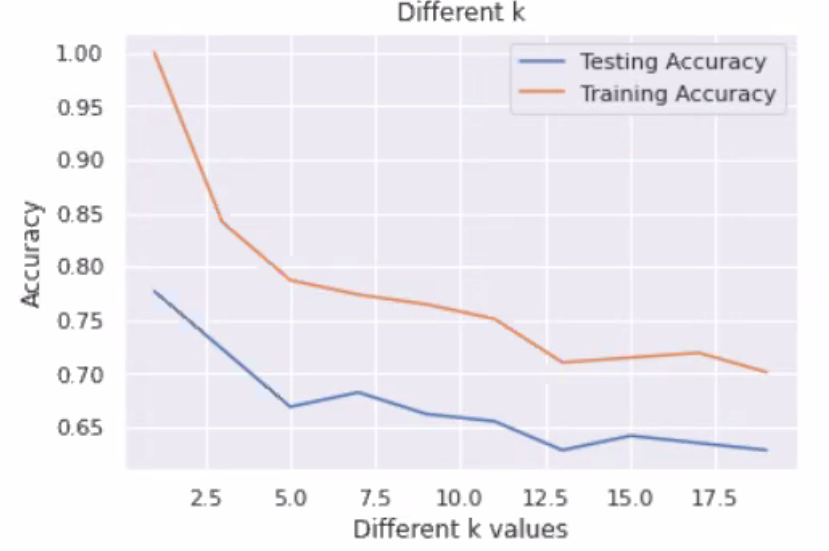 Different k
1.00
0.95
0.90
0.85
0.80
0.75
0.70
0.65
Accuracy
Testing Accuracy
Training Accuracy
2.5 5.0 7.5 10.0 12.5 15.0 17.5
Different k values